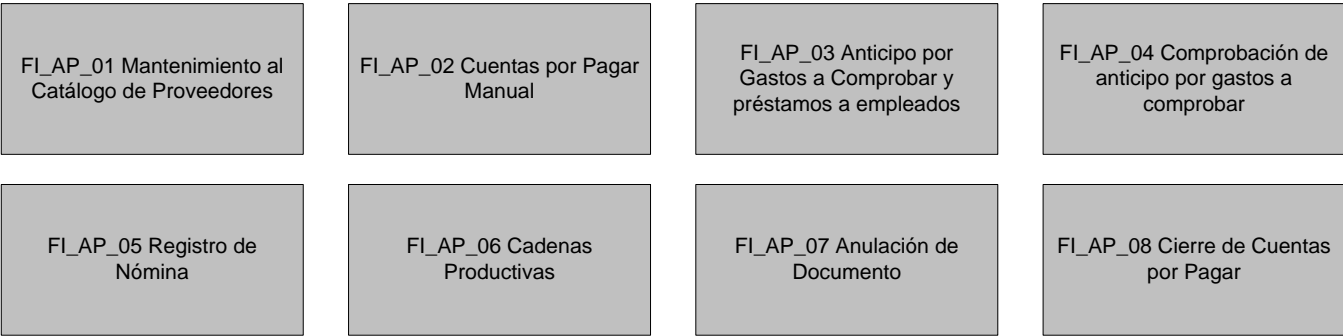 FI_AP_01 Mantenimiento al
Catálogo de Proveedores
FI_AP_02 Cuentas por Pagar
Manual
FI_AP_03 Anticipo por
Gastos a Comprobar y
préstamos a empleados
FI_AP_04 Comprobación de
anticipo por gastos a
comprobar
FI_AP_05 Registro de
Nómina
FI_AP_06 Cadenas
Productivas
FI_AP_07 Anulación de
Documento
FI_AP_08 Cierre de Cuentas
por Pagar